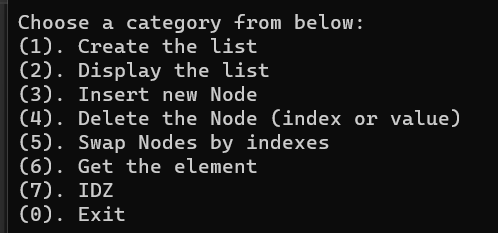 Choose a category from below:
(1). Create the list
(2). Display the list
(3). Insert new Node
(4). Delete the Node (index or value)
(5). Swap Nodes by indexes
(6). Get the element
(7). IDZ
(0). Exit